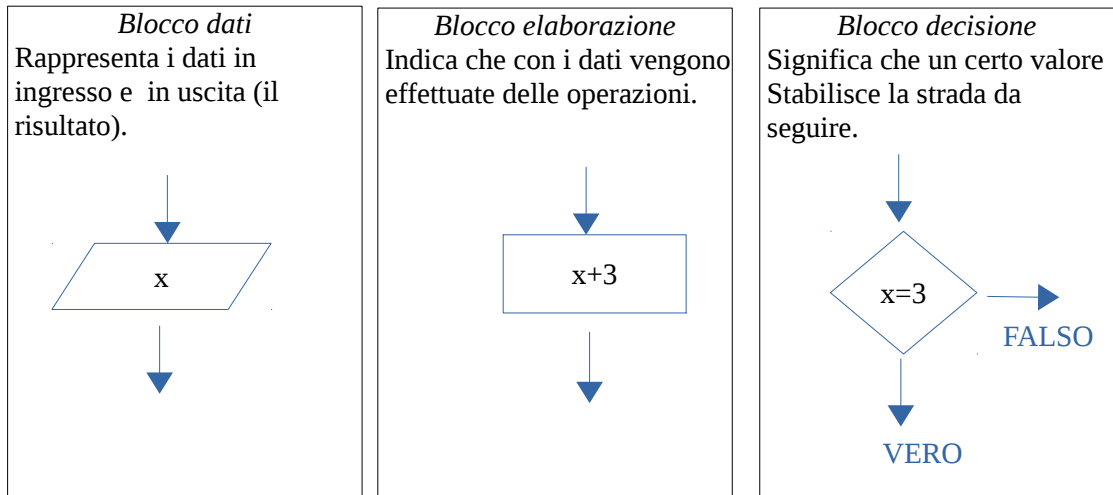 Blocco dati
Rappresenta i dati in
ingresso e in uscita (il
risultato).
x
Blocco elaborazione
Indica che con i dati vengono
effettuate delle operazioni.
x+3
Blocco decisione
Significa che un certo valore
Stabilisce la strada da
seguire.
x=3
FALSO
VERO